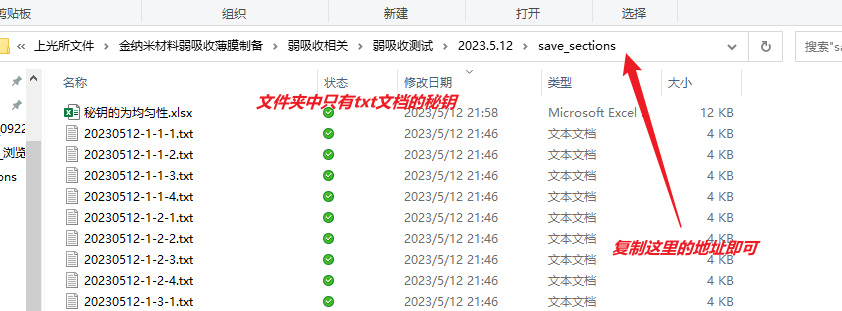 剪贴板 组织 新建 打开 选择
« 上光所文件 › 金纳米材料弱吸收薄膜制备 › 弱吸收相关 › 弱吸收测试 › 2023.5.12 › save_sections
搜索"sa
名称 状态 修改日期 类型 大小
文件夹中只有txt文档的秘钥
秘钥的为均匀性.xlsx 2023/5/12 21:58 Microsoft Excel 12 KB
_0922 20230512-1-1-1.txt 2023/5/12 21:46 文本文档 4 KB
_浏览 20230512-1-1-2.txt 2023/5/12 21:46 文本文档 4 KB
ons 20230512-1-1-3.txt 2023/5/12 21:46 文本文档 4 KB
20230512-1-1-4.txt 2023/5/12 21:46 文本文档 4 KB
20230512-1-2-1.txt 2023/5/12 21:46 文本文档 4 KB
20230512-1-2-2.txt 2023/5/12 21:46 文本文档 4 KB
复制这里的地址即可
20230512-1-2-3.txt 2023/5/12 21:46 文本文档 4 KB
20230512-1-2-4.txt 2023/5/12 21:46 文本文档 4 KB
20230512-1-3-1.txt 2023/5/12 21:46 文本文档 4 KB